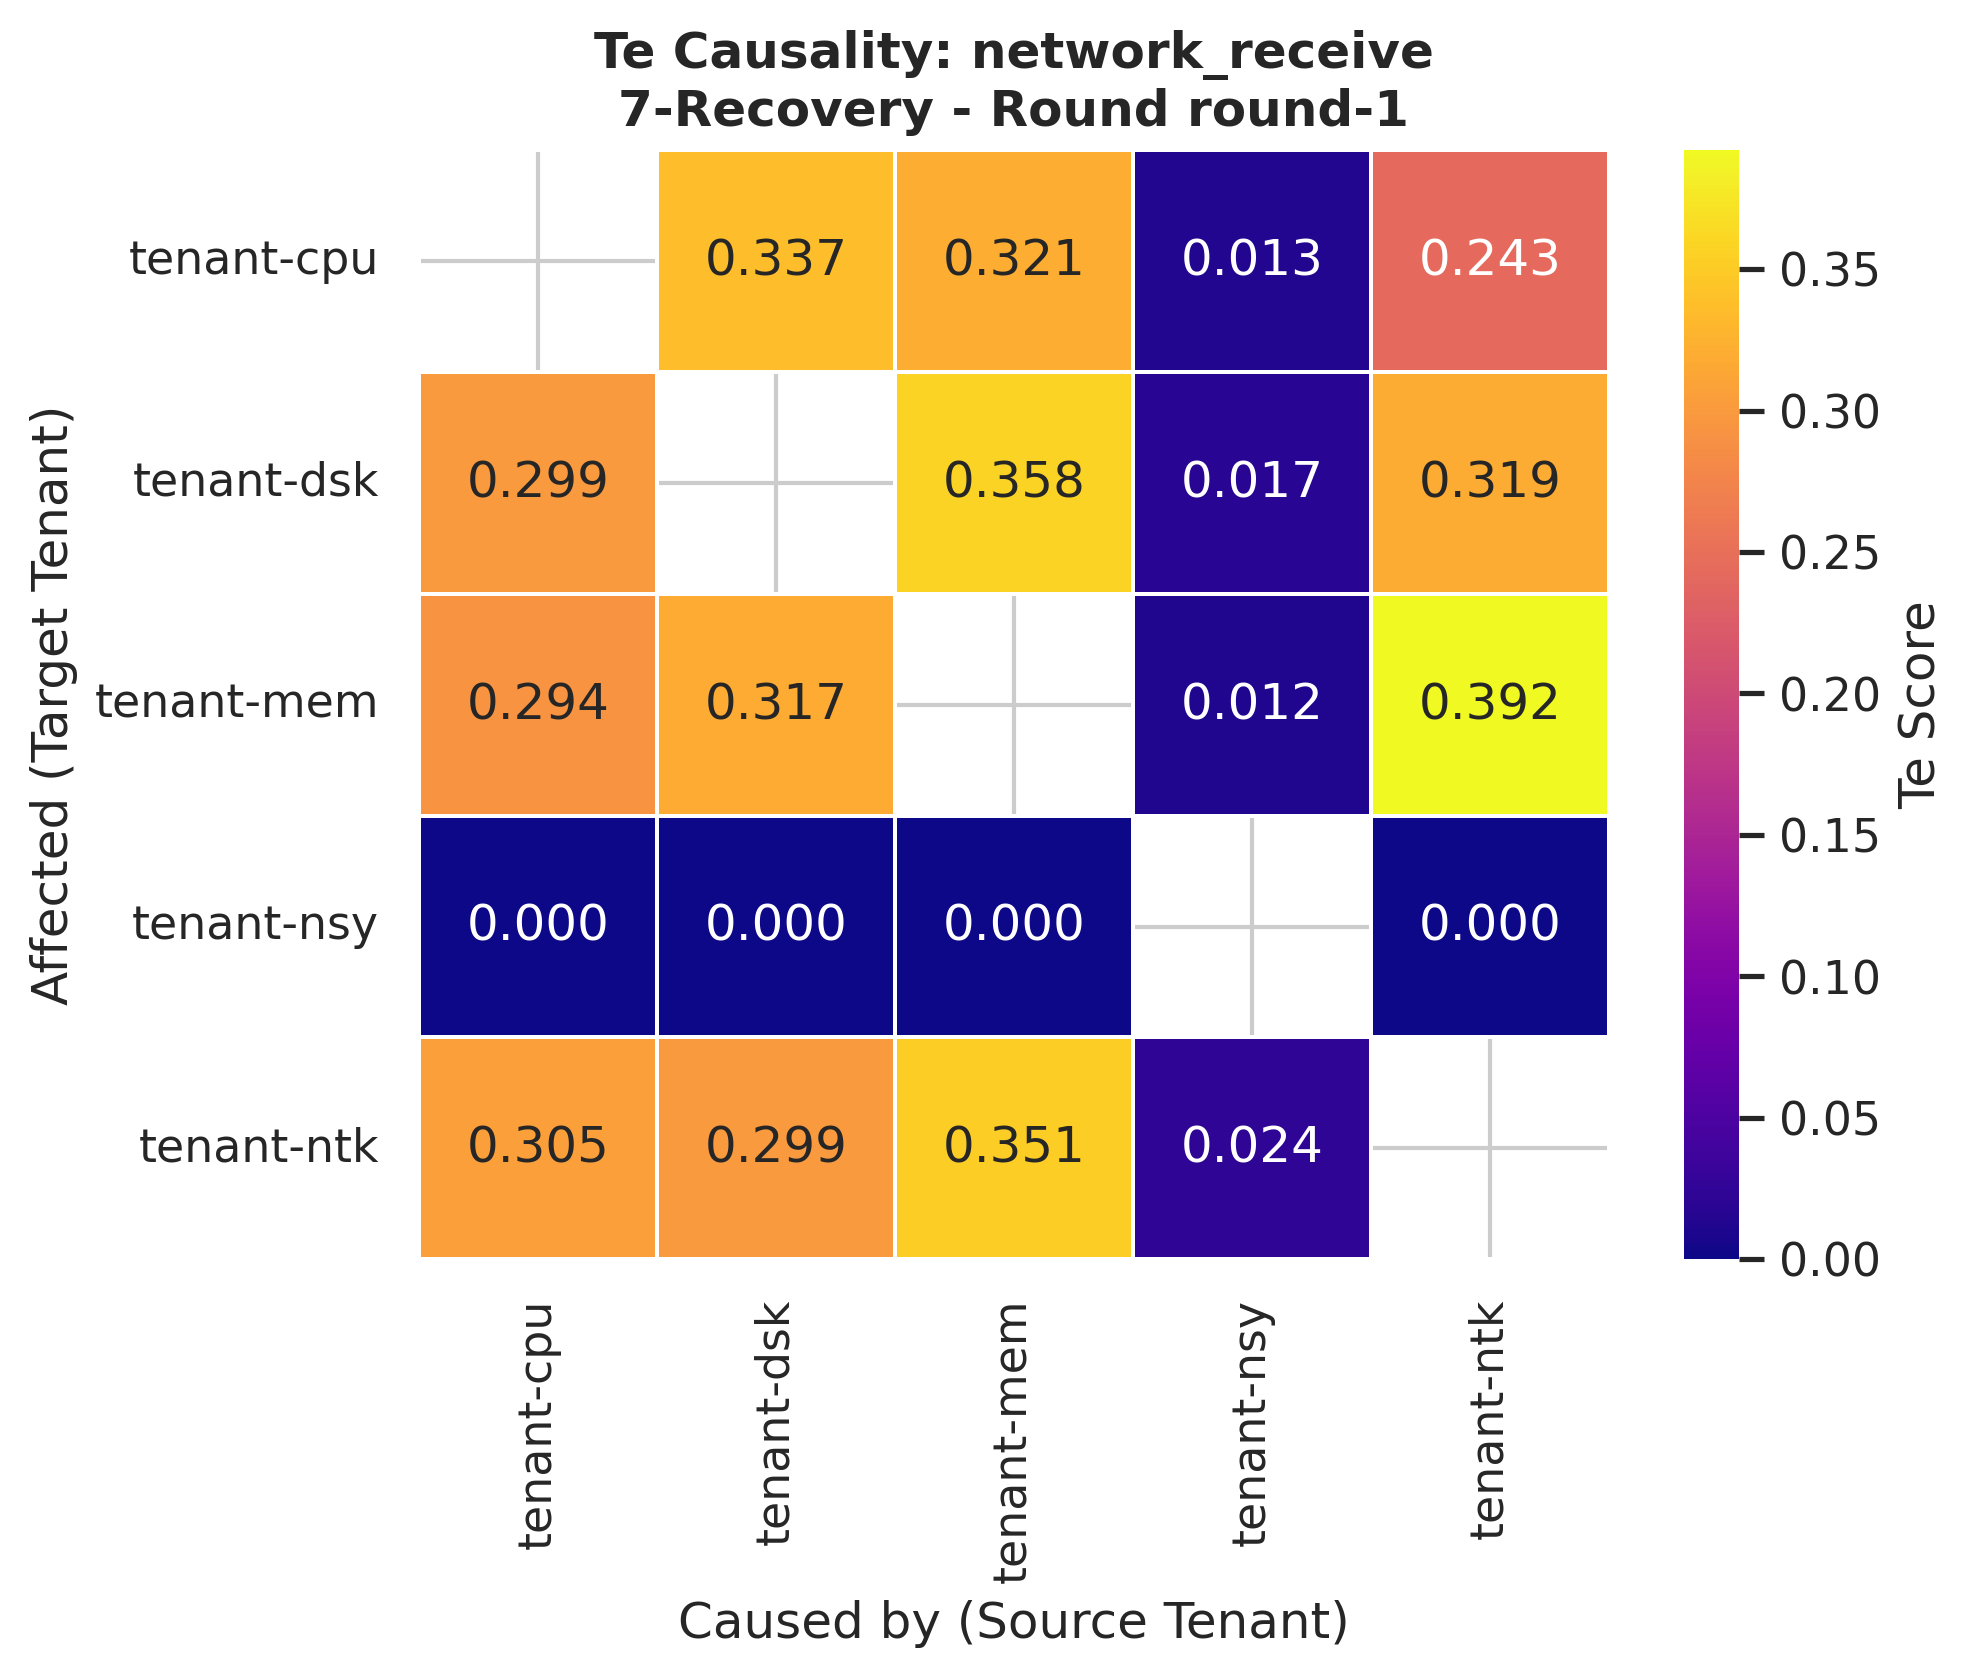 Te Causality: network_receive
7-Recovery - Round round-1
tenant-cpu
0.337 0.321 0.013 0.243
0.35
tenant-dsk
0.299 0.358 0.017 0.319
0.30
0.25
tenant-mem
0.294 0.317 0.012 0.392
0.20
0.15
tenant-nsy
0.000 0.000 0.000 0.000
0.10
tenant-ntk
0.305 0.299 0.351 0.024
0.05
0.00
Affected (Target Tenant)
Te Score
tenant-cpu
tenant-dsk
tenant-mem
tenant-nsy
tenant-ntk
Caused by (Source Tenant)